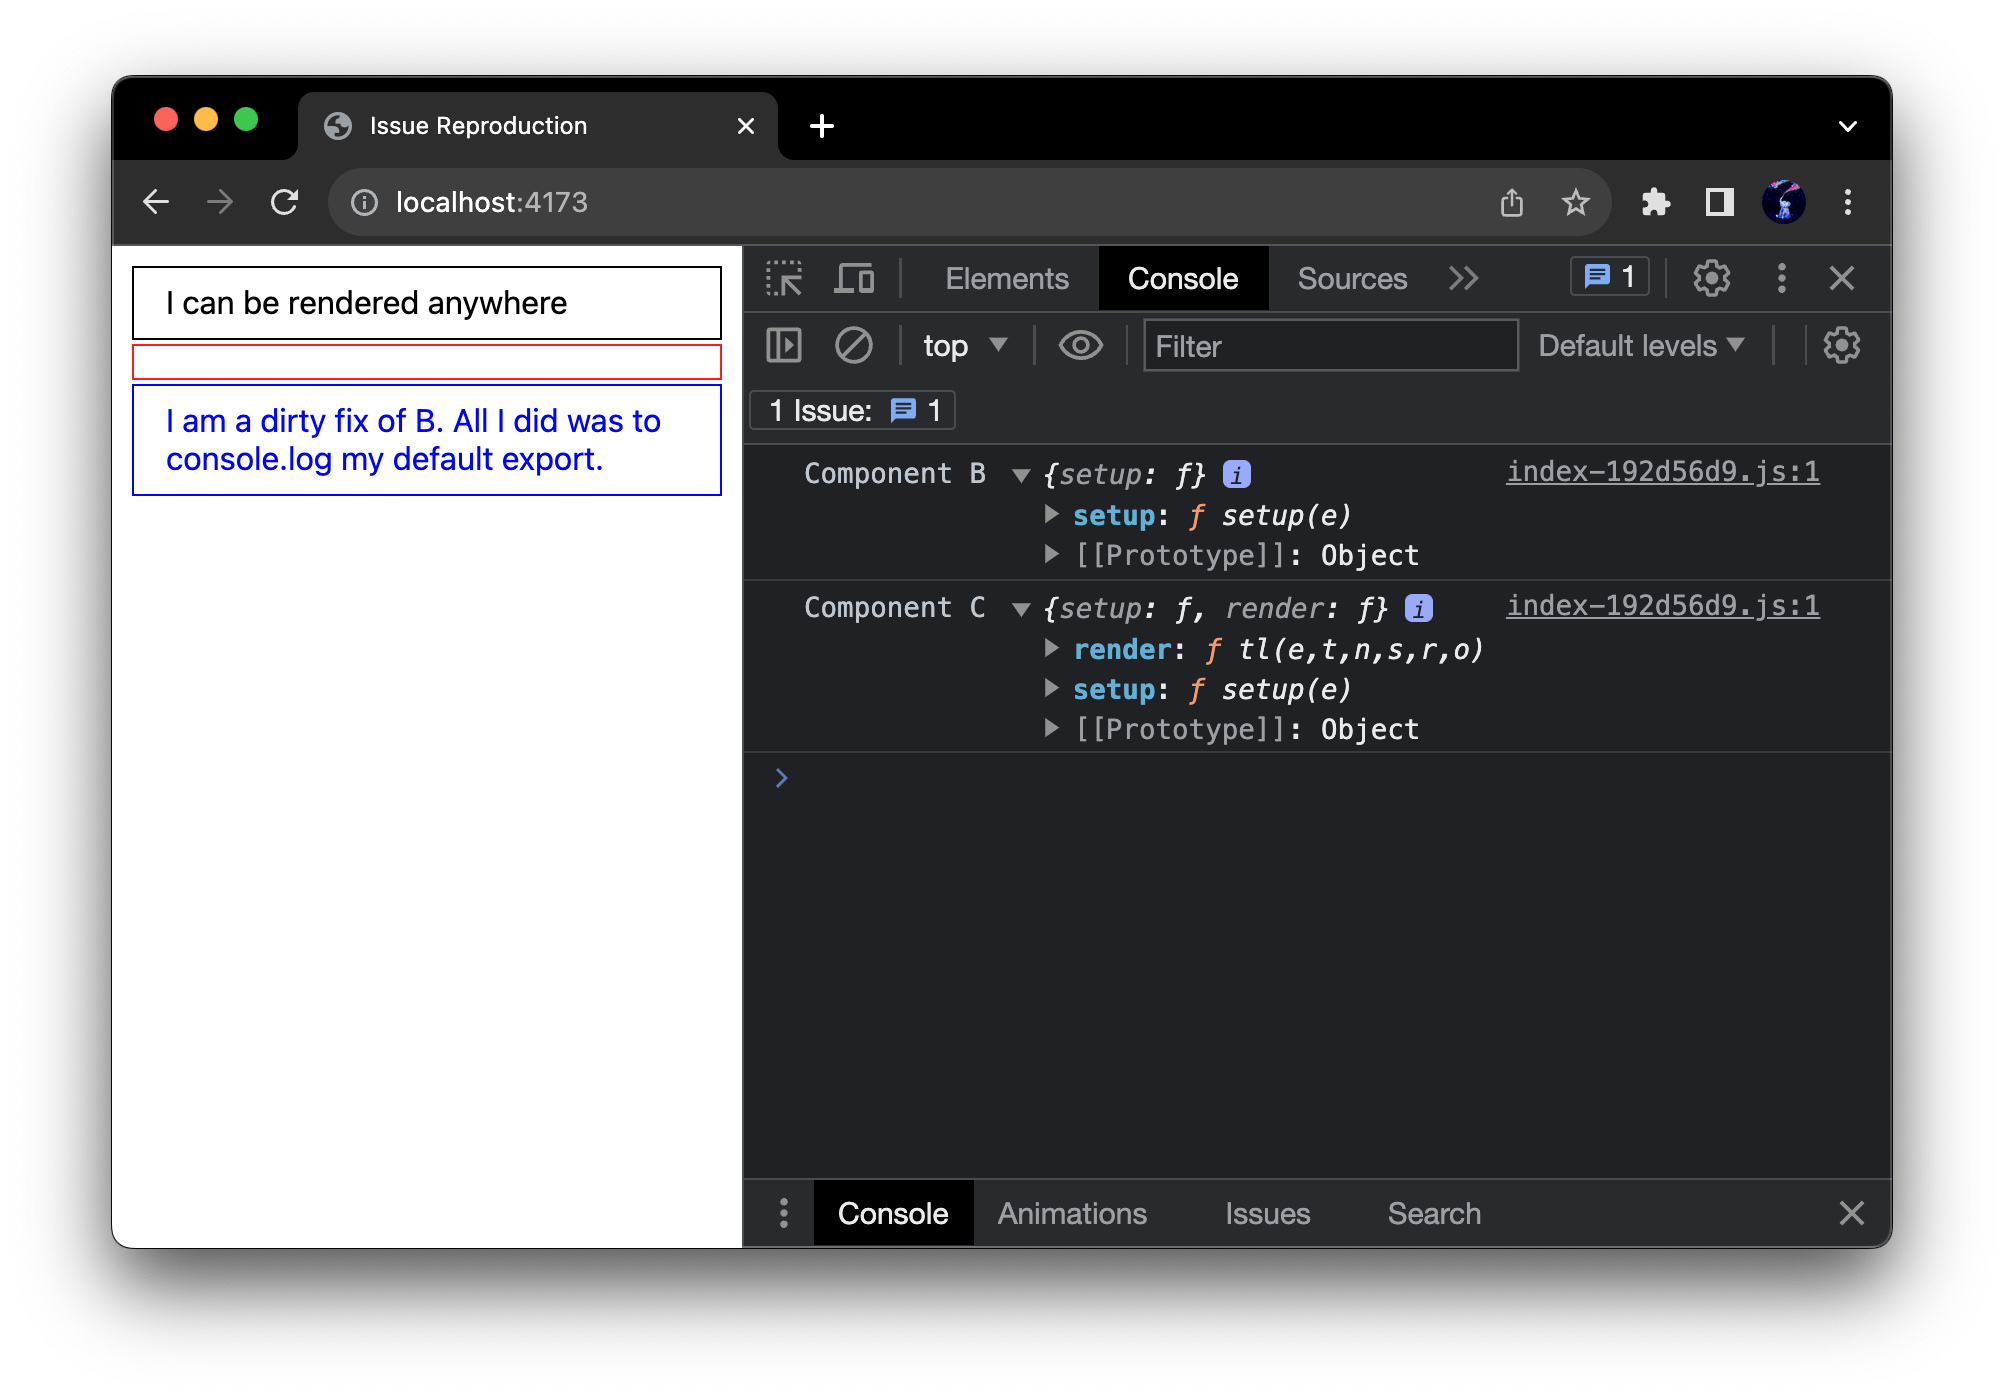 Issue Reproduction
localhost:4173
I can be rendered anywhere
I am a dirty fix of B. All I did was to
console.log my default export.
Elements Console Sources 1
top Filter Default levels
1 Issue: 1
Component B {setup: ƒ} i index-192d56d9.js:1
setup: ƒ setup(e)
[[Prototype]]: Object
Component C {setup: ƒ, render: ƒ} i index-192d56d9.js:1
render: ƒ tl(e,t,n,s,r,o)
setup: ƒ setup(e)
[[Prototype]]: Object
Console Animations Issues Search